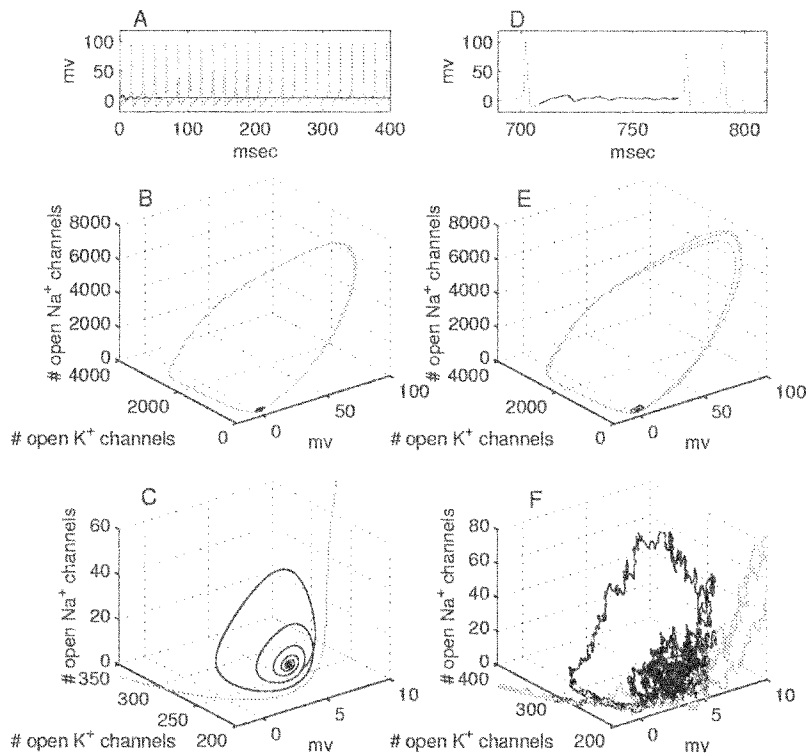 A
mv
100
50
0
0 100 200 300 400
msec
D
mv
100
50
0
700 750 800
msec
B
# open Na+ channels
8000
6000
4000
2000
0
4000
2000
0
# open K+ channels
0
50
100
mv
E
# open Na+ channels
8000
6000
4000
2000
0
4000
2000
0
# open K+ channels
0
50
100
mv
C
# open Na+ channels
60
40
20
0
350
300
250
200
# open K+ channels
0
5
10
mv
F
# open Na+ channels
80
60
40
20
0
400
300
200
# open K+ channels
0
5
10
mv